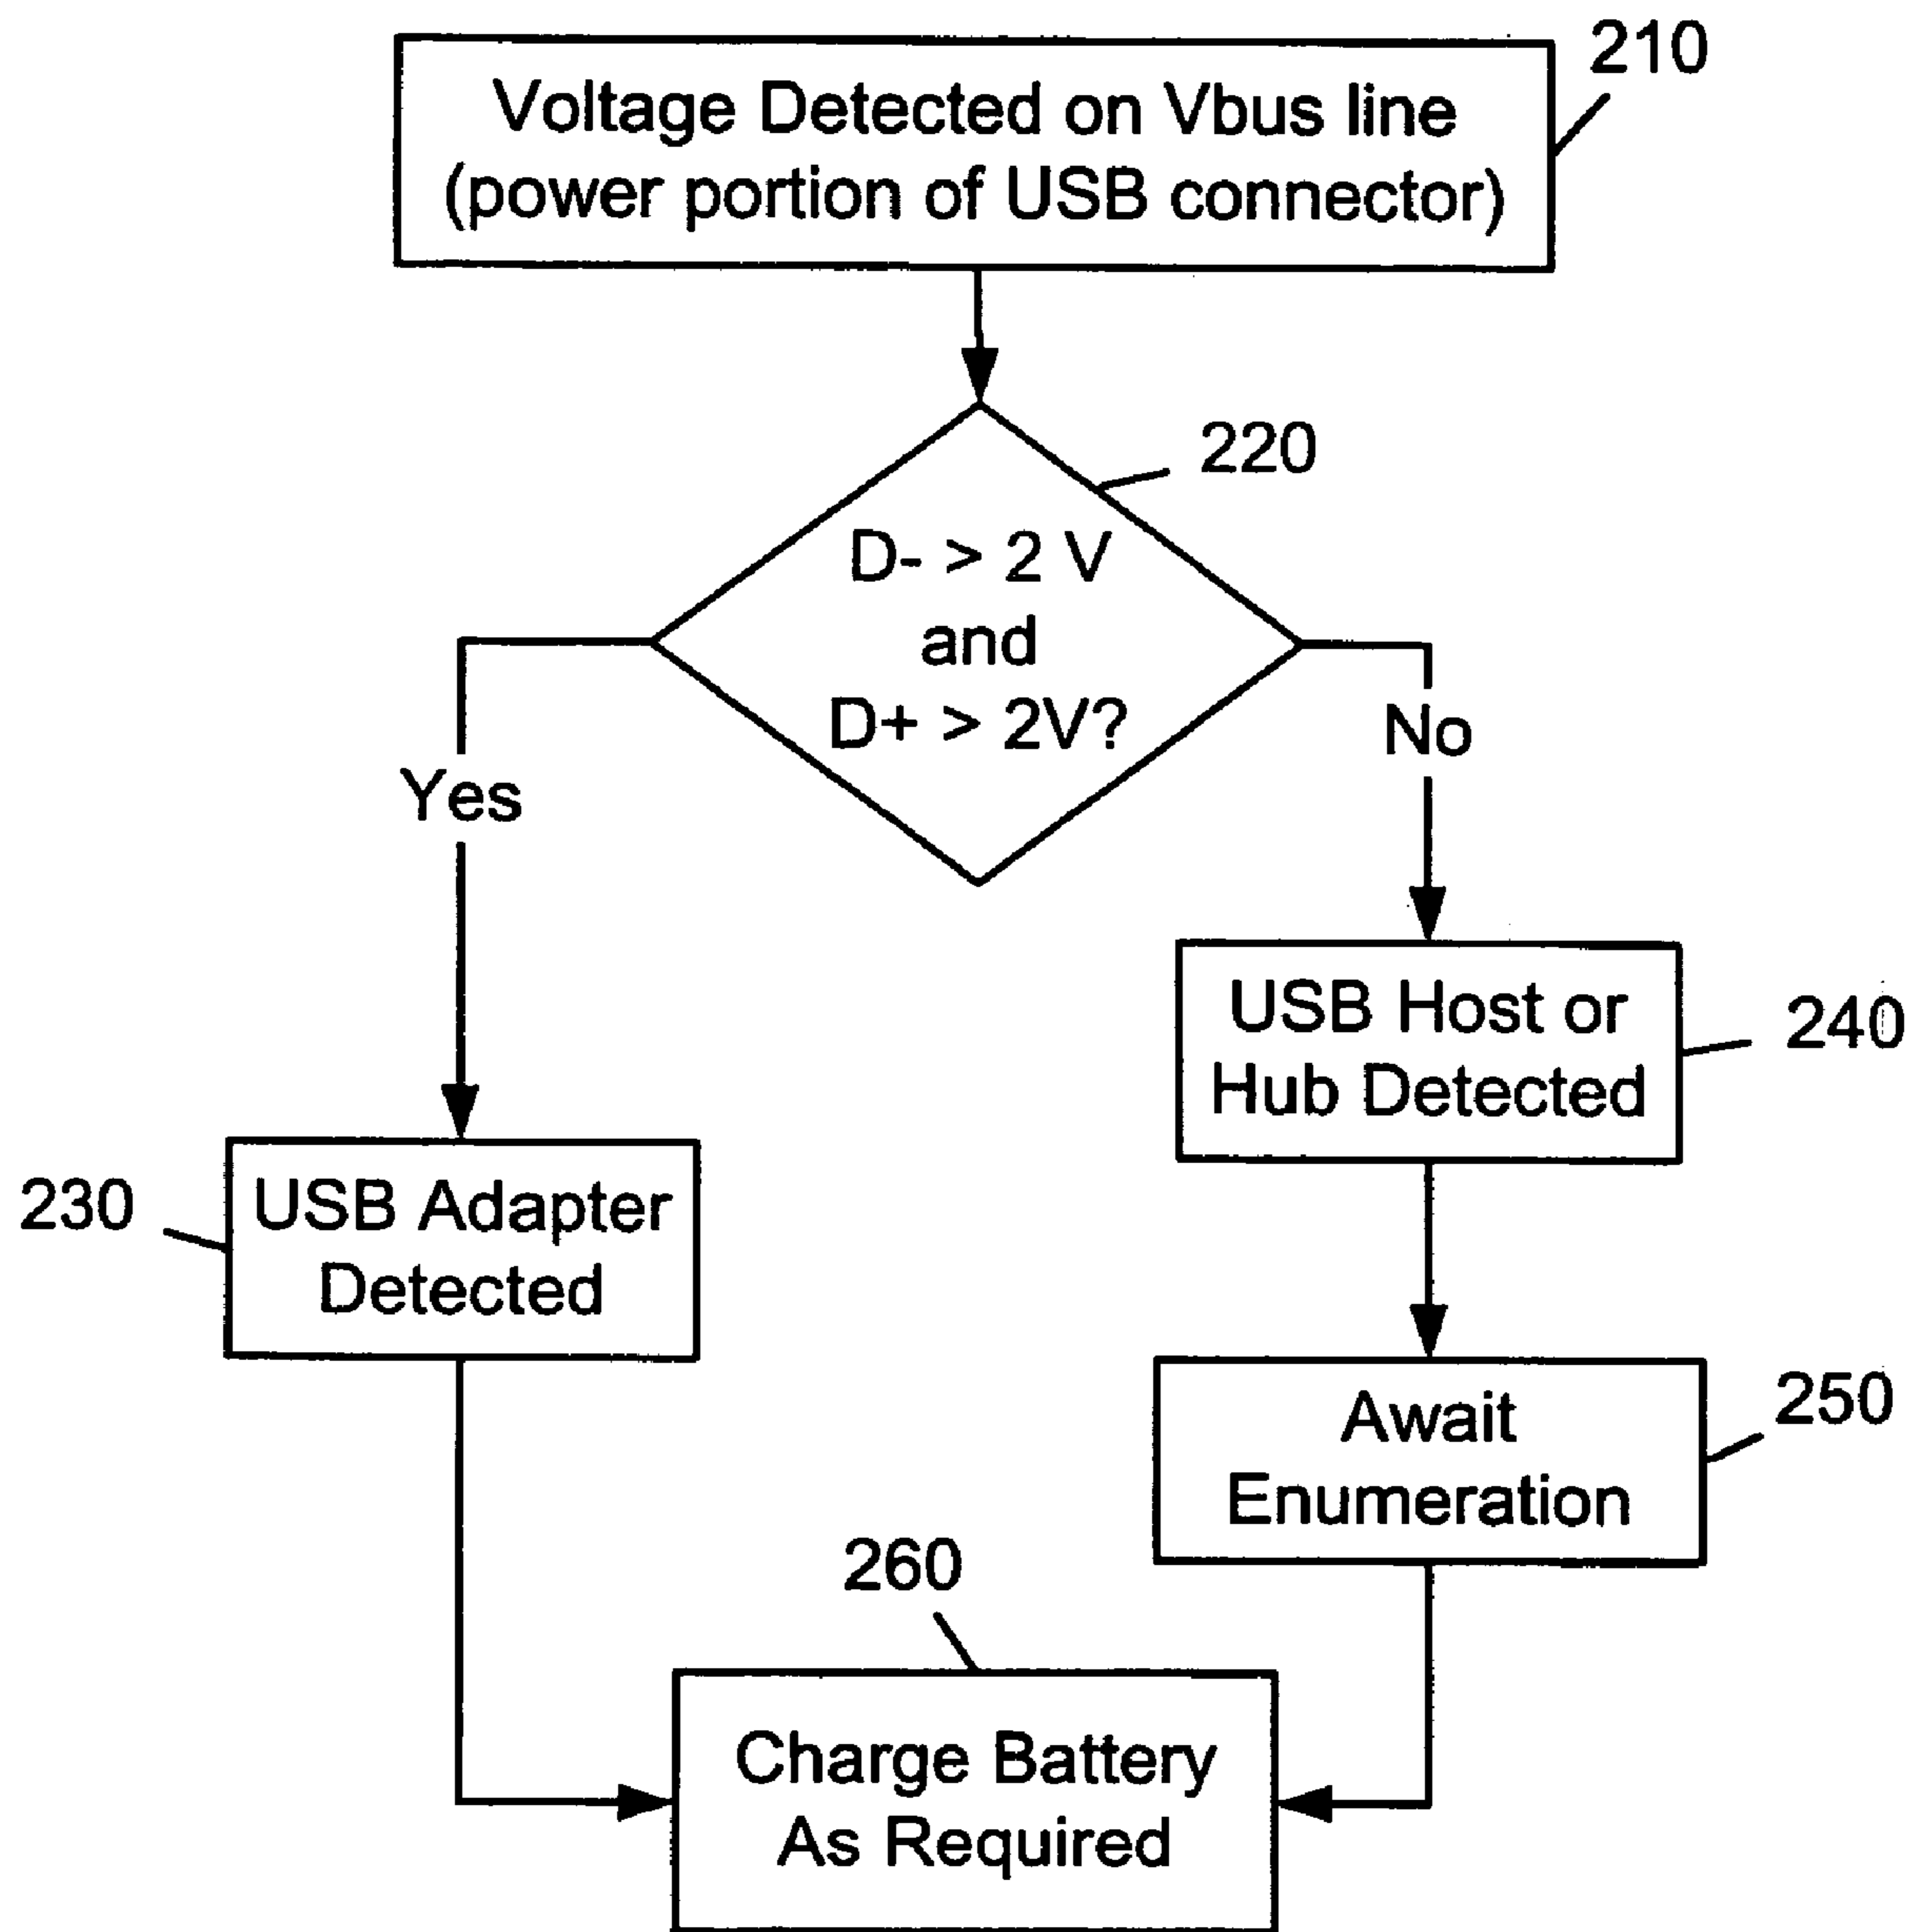 210
Voltage Detected on Vbus line
(power portion of USB connector)
220
D- > 2 V
and
D+ > 2V?
No
Yes
USB Host or
Hub Detected
240
230
USB Adapter
Detected
250
Await
Enumeration
260
Charge Battery
As Required